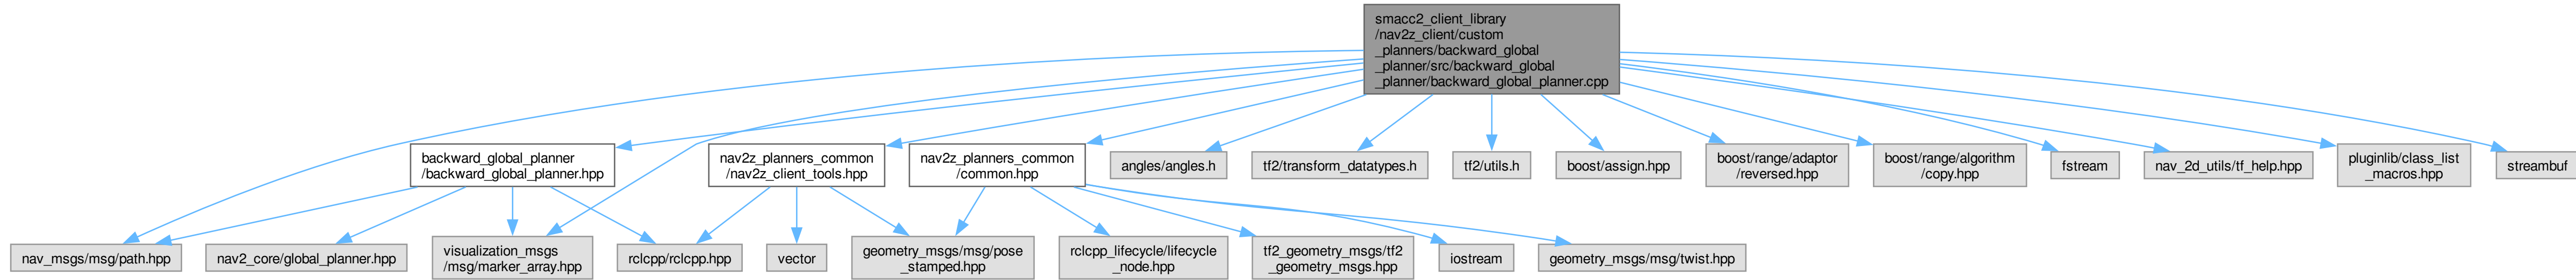 smacc2_client_library
/nav2z_client/custom
_planners/backward_global
_planner/src/backward_global
_planner/backward_global_planner.cpp
backward_global_planner
/backward_global_planner.hpp
nav2z_planners_common
/nav2z_client_tools.hpp
nav2z_planners_common
/common.hpp
angles/angles.h
tf2/transform_datatypes.h
tf2/utils.h
boost/assign.hpp
boost/range/adaptor
/reversed.hpp
boost/range/algorithm
/copy.hpp
fstream
nav_2d_utils/tf_help.hpp
pluginlib/class_list
_macros.hpp
streambuf
nav_msgs/msg/path.hpp
nav2_core/global_planner.hpp
visualization_msgs
/msg/marker_array.hpp
rclcpp/rclcpp.hpp
vector
geometry_msgs/msg/pose
_stamped.hpp
rclcpp_lifecycle/lifecycle
_node.hpp
tf2_geometry_msgs/tf2
_geometry_msgs.hpp
iostream
geometry_msgs/msg/twist.hpp